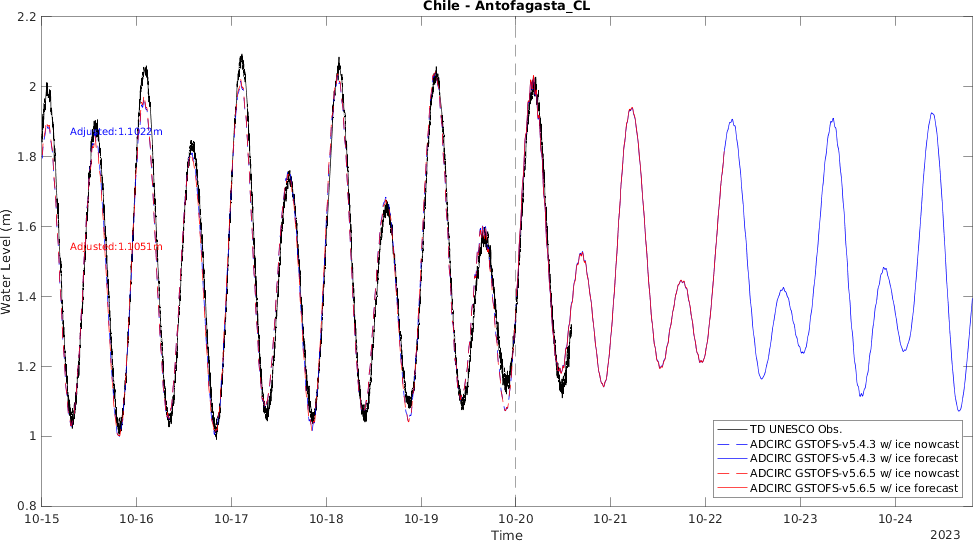 Chile - Antofagasta_CL
2.2
2
1.8
1.6
1.4
1.2
1
0.8
Water Level (m)
Adjusted:1.1022m
Adjusted:1.1051m
TD UNESCO Obs.
ADCIRC GSTOFS-v5.4.3 w/ ice nowcast
ADCIRC GSTOFS-v5.4.3 w/ ice forecast
ADCIRC GSTOFS-v5.6.5 w/ ice nowcast
ADCIRC GSTOFS-v5.6.5 w/ ice forecast
10-15 10-16 10-17 10-18 10-19 10-20 10-21 10-22 10-23 10-24
Time
2023